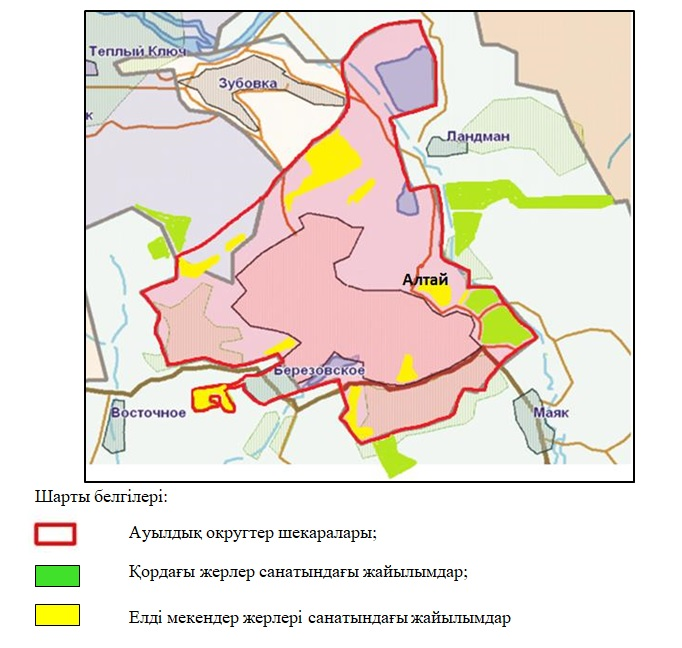 Теплый Ключ
Зубовка
к
Ландман
Алтай
Березовское
Восточное
Маяк
Шарты белгілері:
Ауылдық округтер шекаралары;
Қордағы жерлер санатындағы жайылымдар;
Елді мекендер жерлері санатындағы жайылымдар